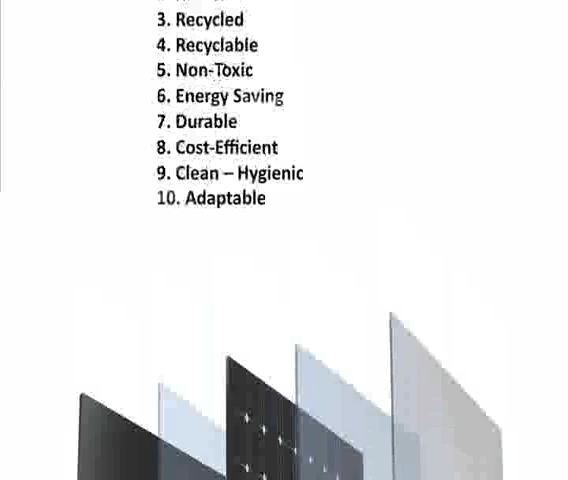 3. Recycled
4. Recyclable
5. Non-Toxic
6. Energy Saving
7. Durable
8. Cost-Efficient
9. Clean – Hygienic
10. Adaptable